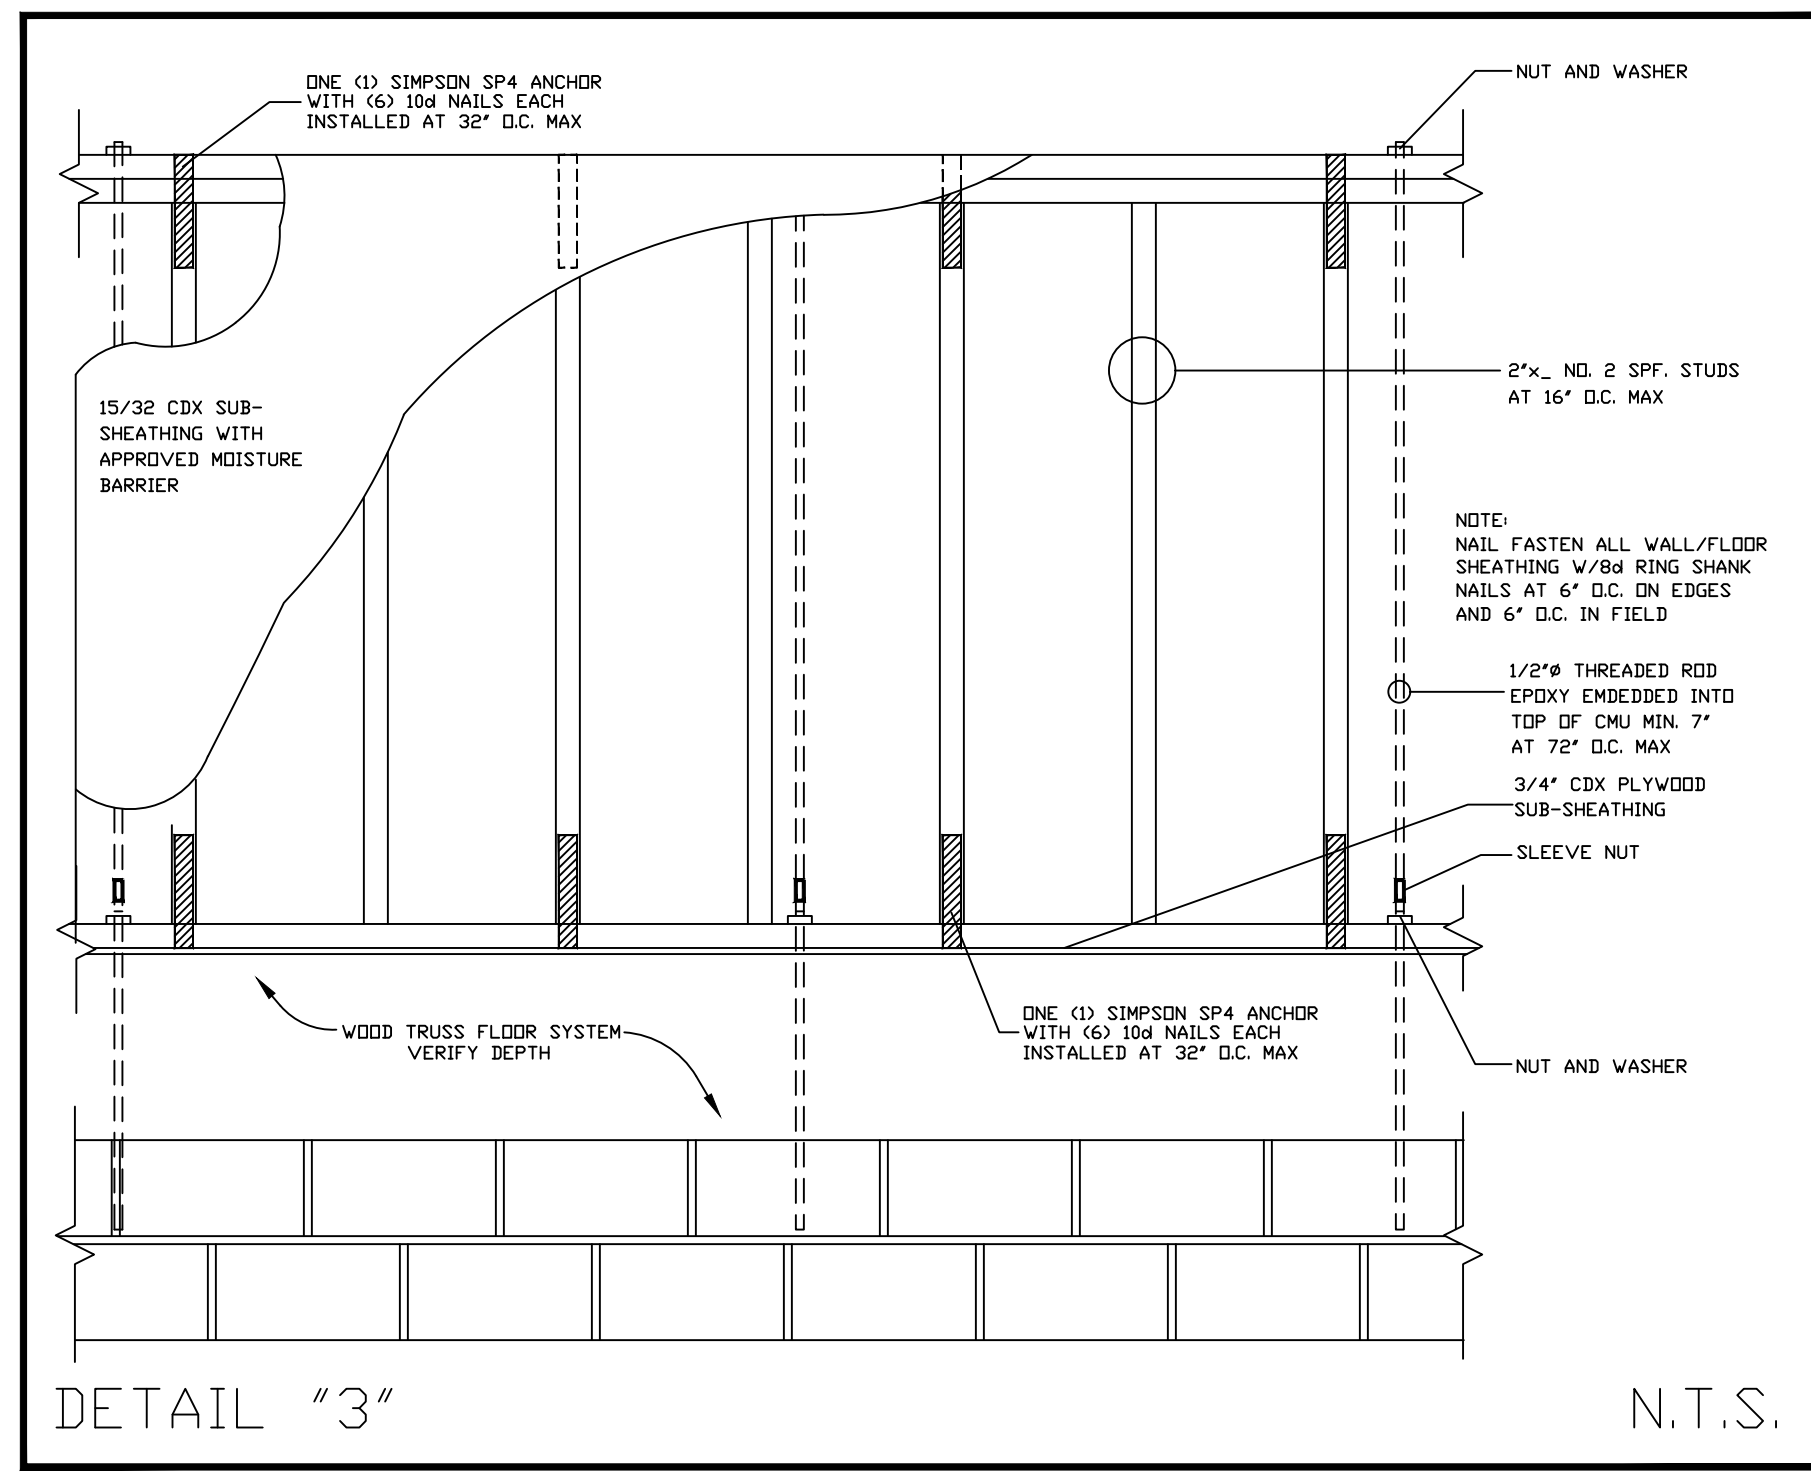 ONE (1) SIMPSON SP4 ANCHOR
WITH (6) 10d NAILS EACH
INSTALLED AT 32" O.C. MAX
NUT AND WASHER
2"x_ NO. 2 SPF. STUDS
AT 16" O.C. MAX
15/32 CDX SUB-
SHEATHING WITH
APPROVED MOISTURE
BARRIER
NOTE:
NAIL FASTEN ALL WALL/FLOOR
SHEATHING W/8d RING SHANK
NAILS AT 6" O.C. ON EDGES
AND 6" O.C. IN FIELD
1/2"ø THREADED ROD
EPOXY EMDEDDED INTO
TOP OF CMU MIN. 7"
AT 72" O.C. MAX
3/4" CDX PLYWOOD
SUB-SHEATHING
SLEEVE NUT
WOOD TRUSS FLOOR SYSTEM
VERIFY DEPTH
ONE (1) SIMPSON SP4 ANCHOR
WITH (6) 10d NAILS EACH
INSTALLED AT 32" O.C. MAX
NUT AND WASHER
DETAIL "3"
N.T.S.